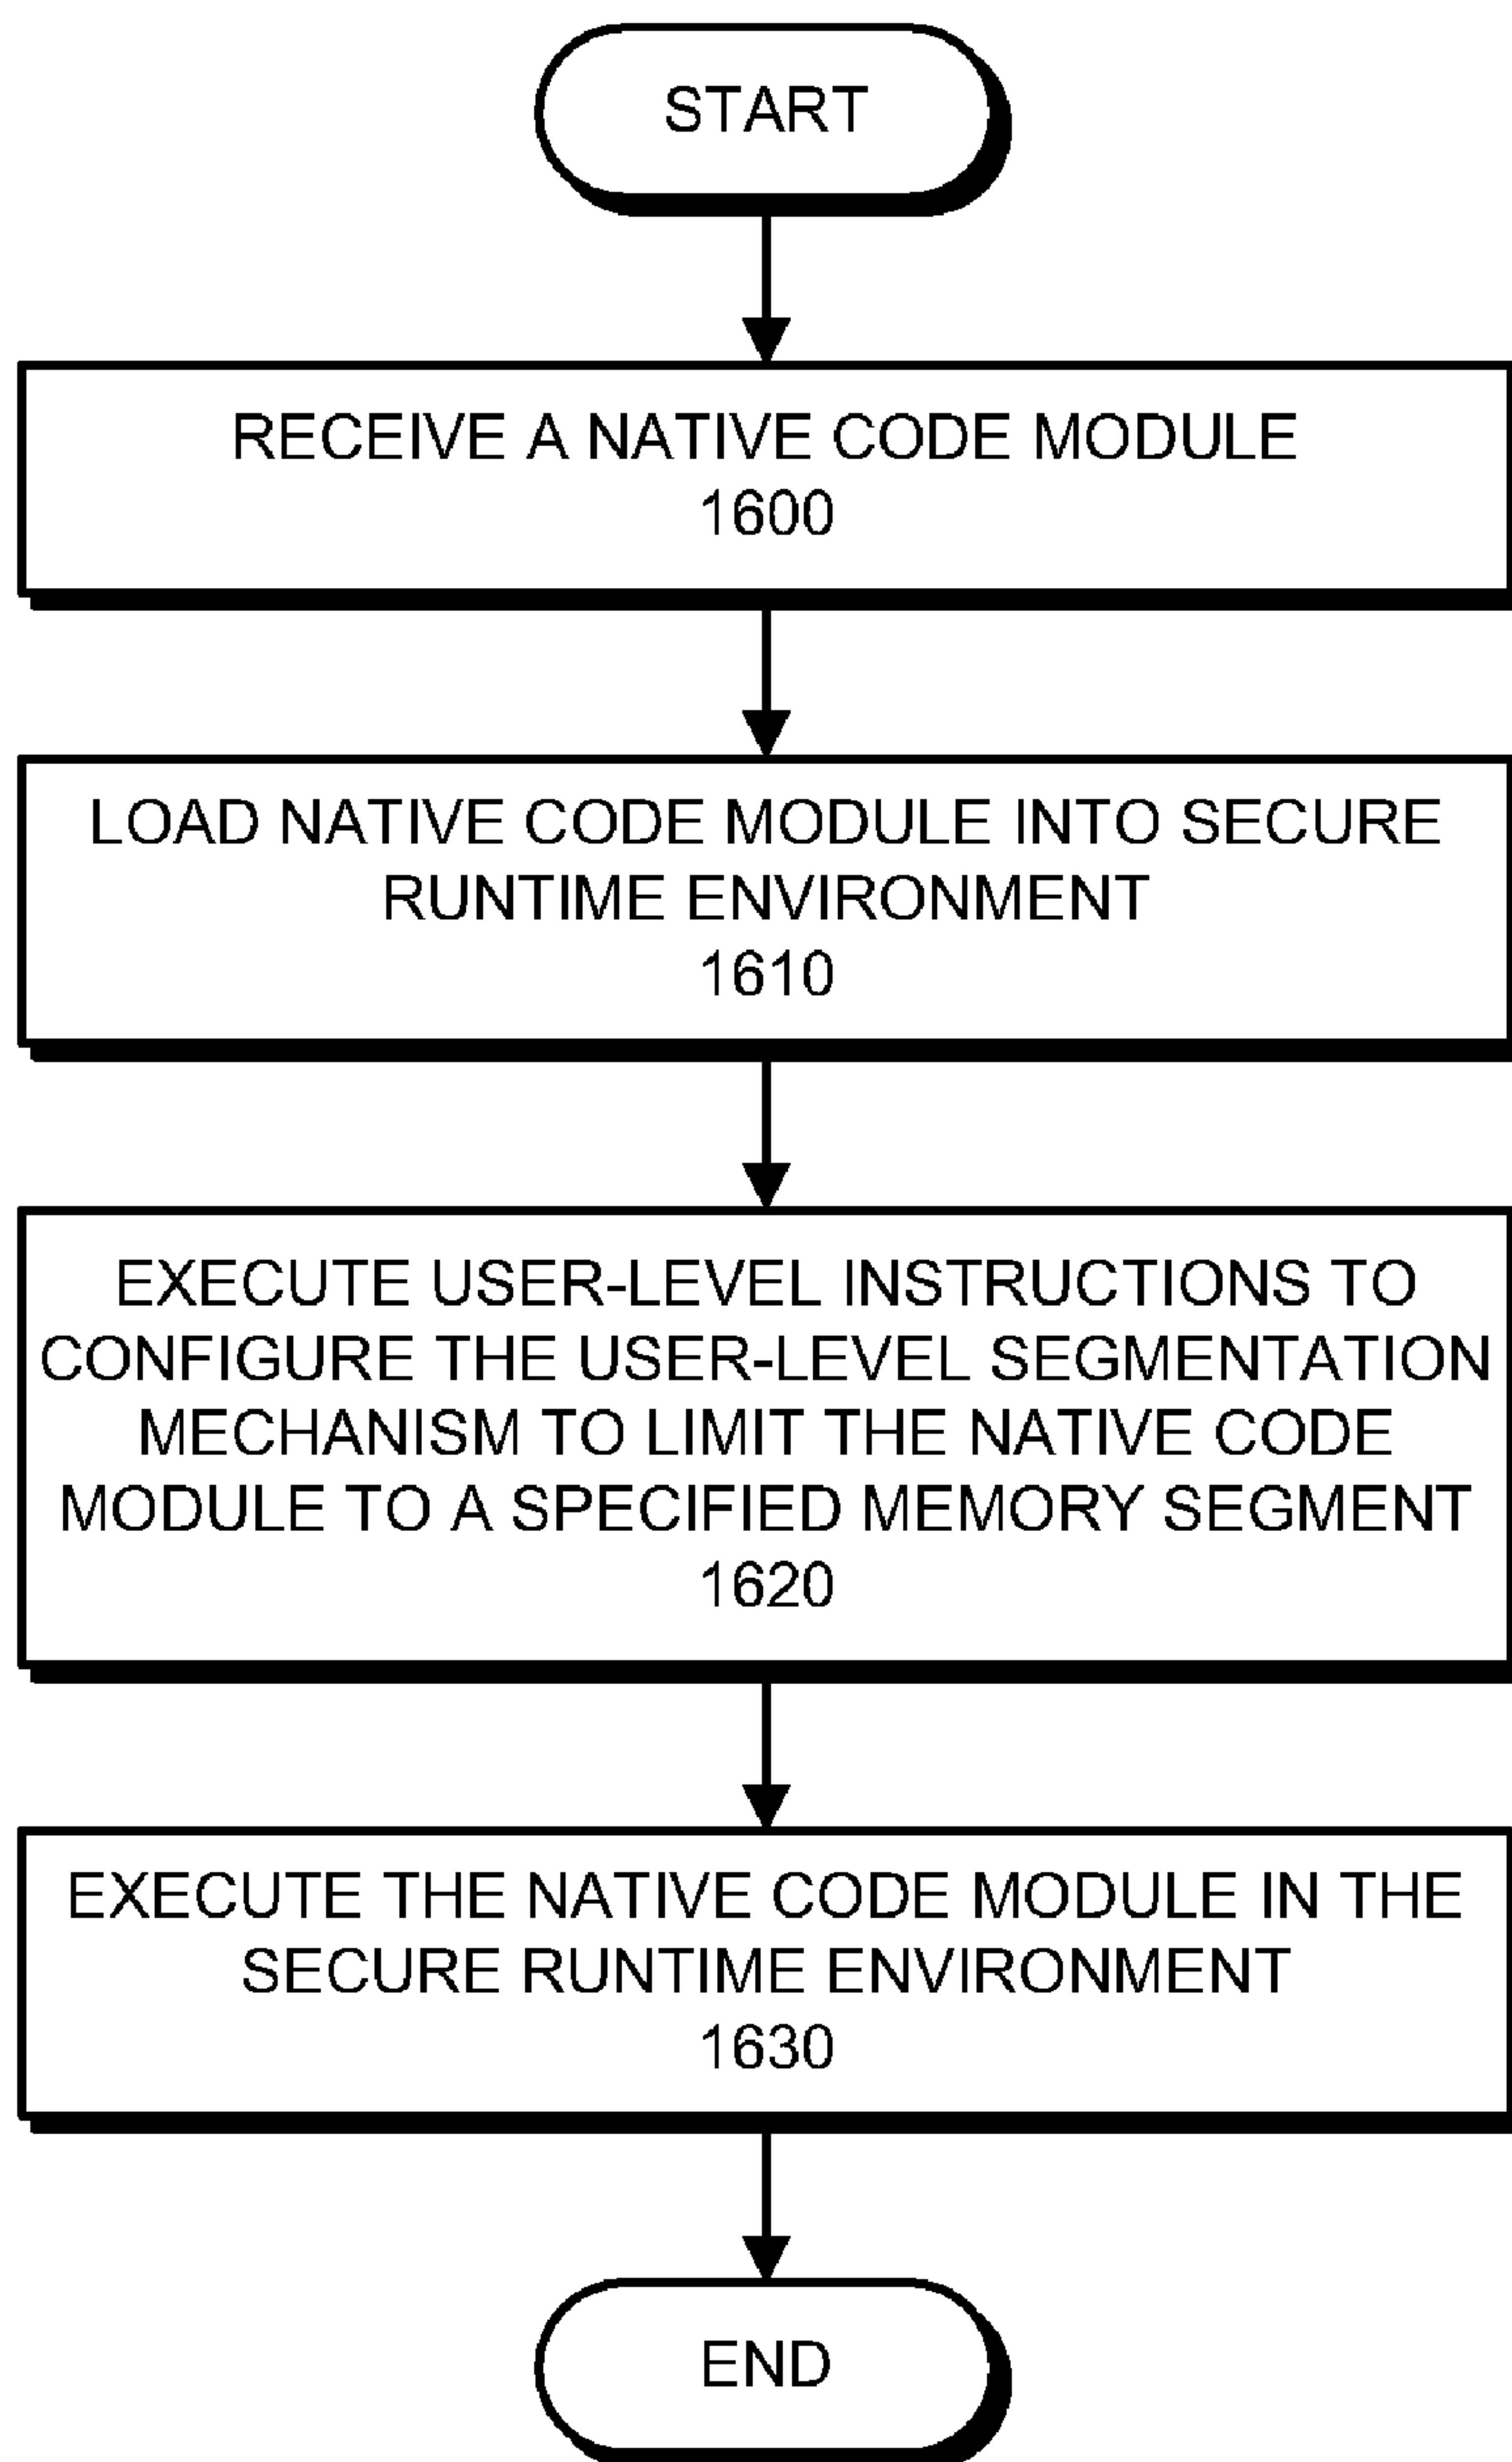 START
RECEIVE A NATIVE CODE MODULE
1600
LOAD NATIVE CODE MODULE INTO SECURE
RUNTIME ENVIRONMENT
1610
EXECUTE USER-LEVEL INSTRUCTIONS TO
CONFIGURE THE USER-LEVEL SEGMENTATION
MECHANISM TO LIMIT THE NATIVE CODE
MODULE TO A SPECIFIED MEMORY SEGMENT
1620
EXECUTE THE NATIVE CODE MODULE IN THE
SECURE RUNTIME ENVIRONMENT
1630
END